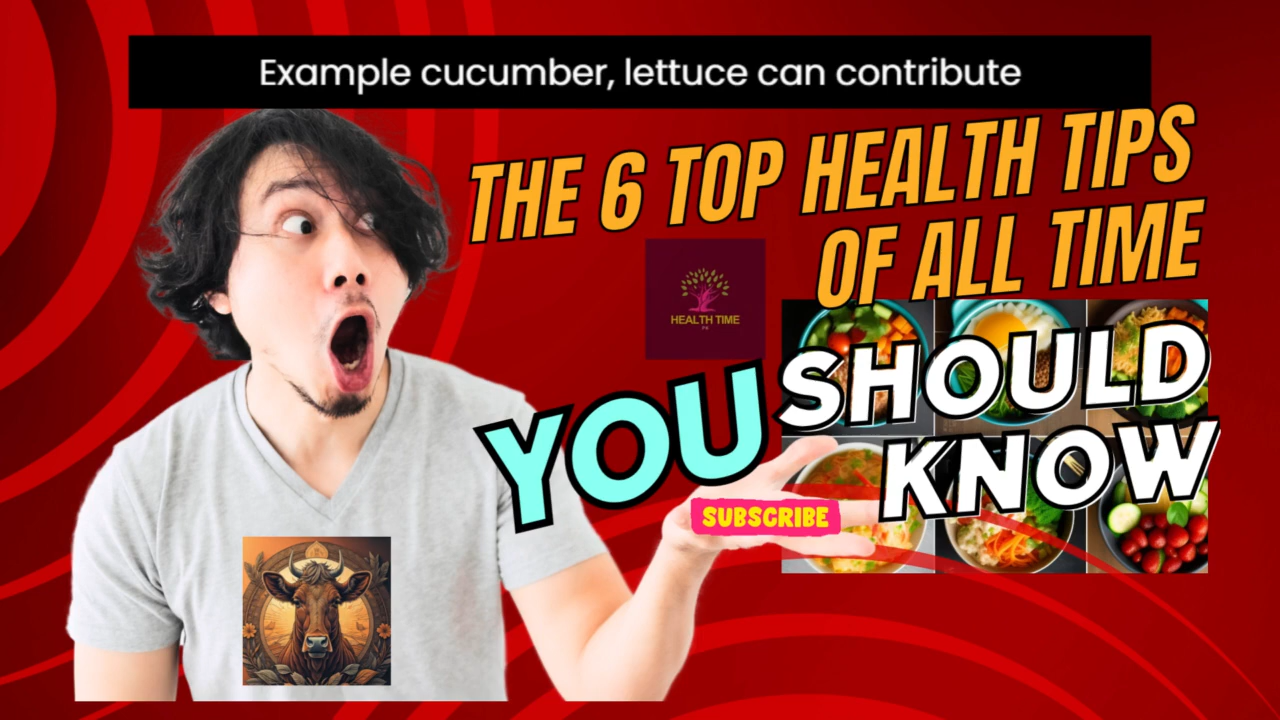 Example cucumber, lettuce can contribute
THE 6 TOP HEALTH TIPS
OF ALL TIME
HEALTH TIME
YOU
SHOULD
KNOW
SUBSCRIBE